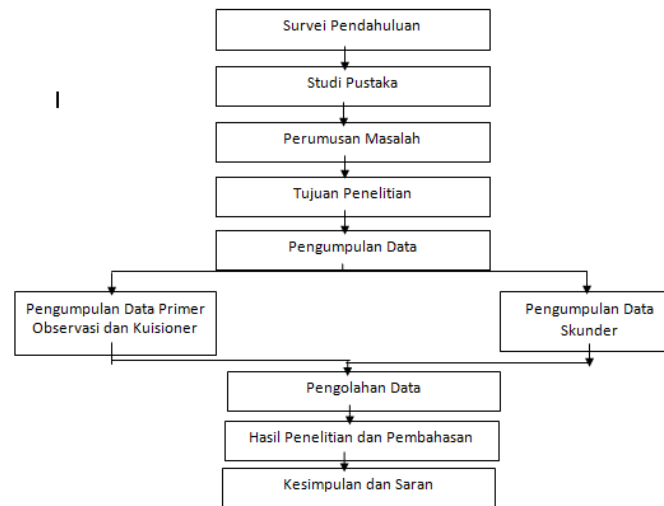 Survei Pendahuluan
I
Studi Pustaka
Perumusan Masalah
Tujuan Penelitian
Pengumpulan Data
Pengumpulan Data Primer
Observasi dan Kuisioner
Pengumpulan Data
Skunder
Pengolahan Data
Hasil Penelitian dan Pembahasan
Kesimpulan dan Saran